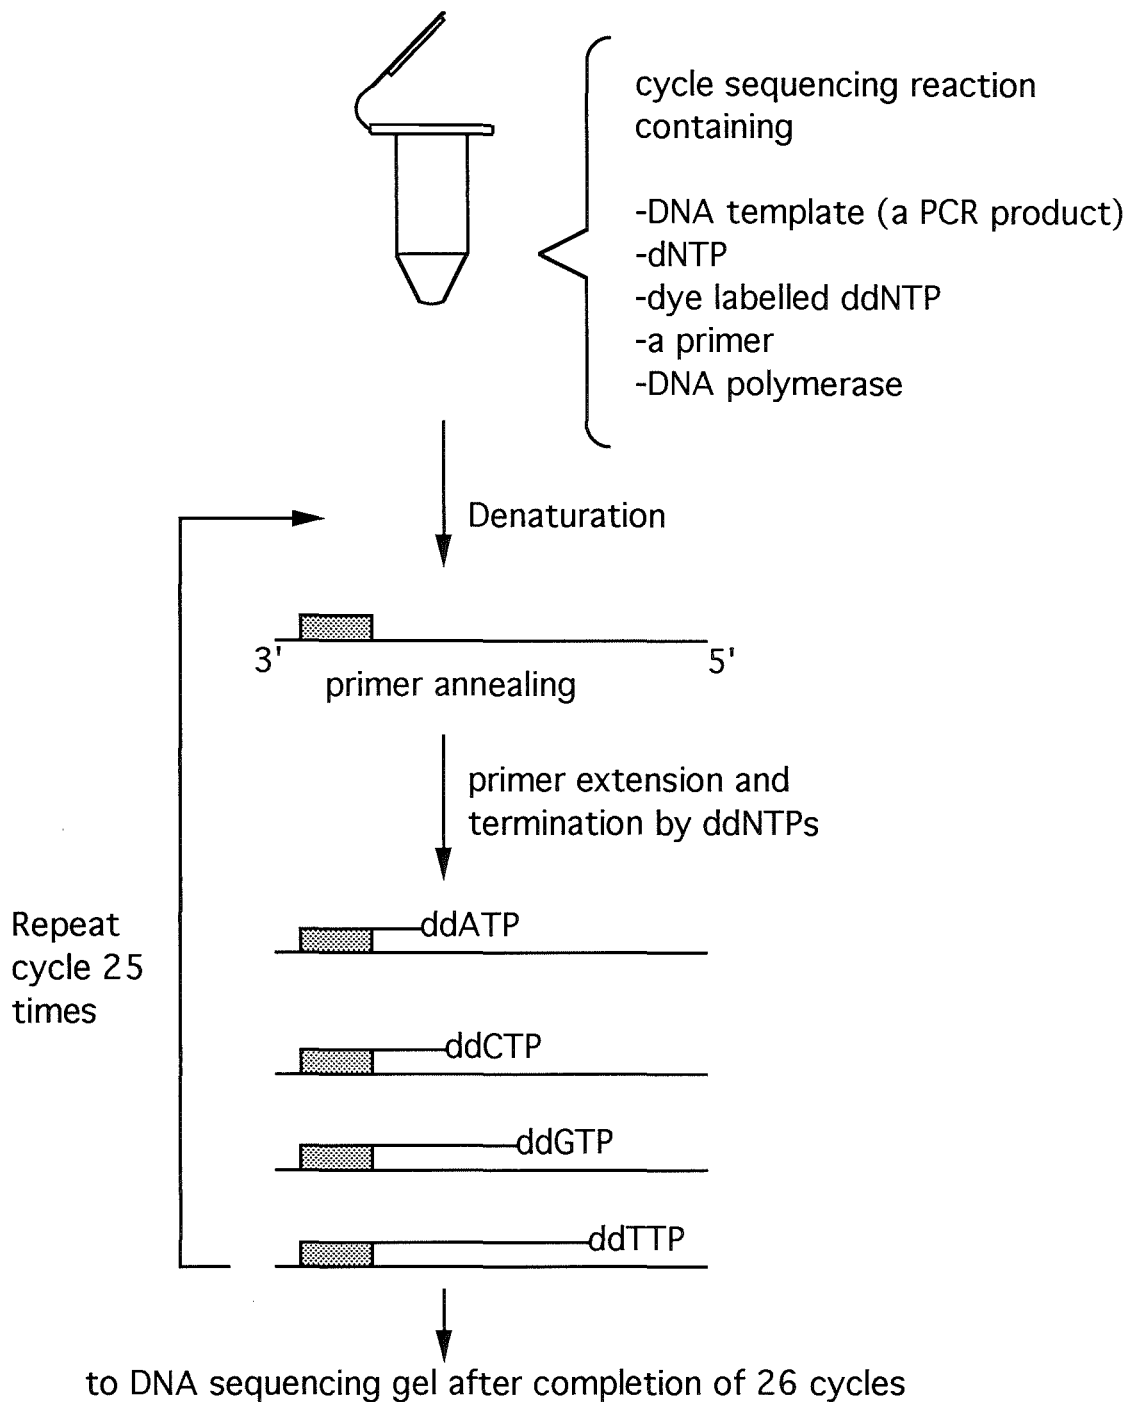 cycle sequencing reaction
containing
-DNA template (a PCR product)
-dNTP
-dye labelled ddNTP
-a primer
-DNA polymerase
Denaturation
3'
5'
primer annealing
primer extension and
termination by ddNTPs
Repeat
cycle 25
times
ddATP
ddCTP
ddGTP
ddTTP
to DNA sequencing gel after completion of 26 cycles